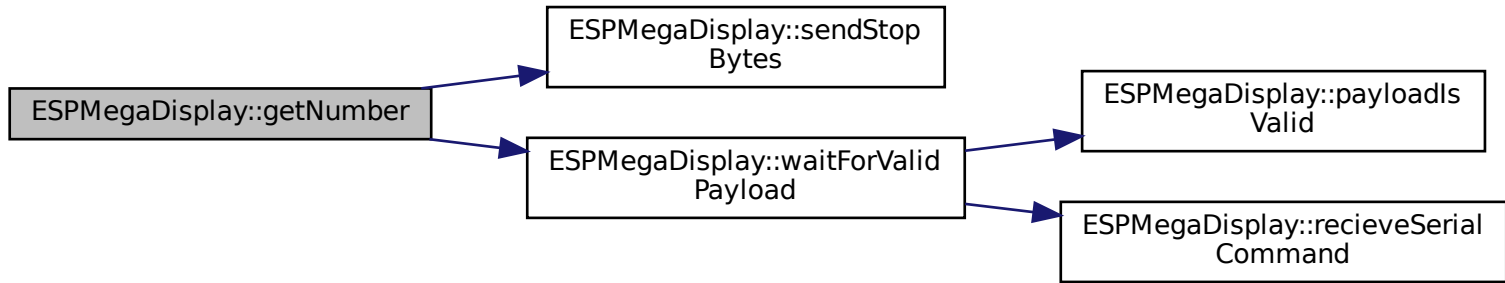 ESPMegaDisplay::getNumber
ESPMegaDisplay::sendStop
Bytes
ESPMegaDisplay::waitForValid
Payload
ESPMegaDisplay::payloadIs
Valid
ESPMegaDisplay::recieveSerial
Command